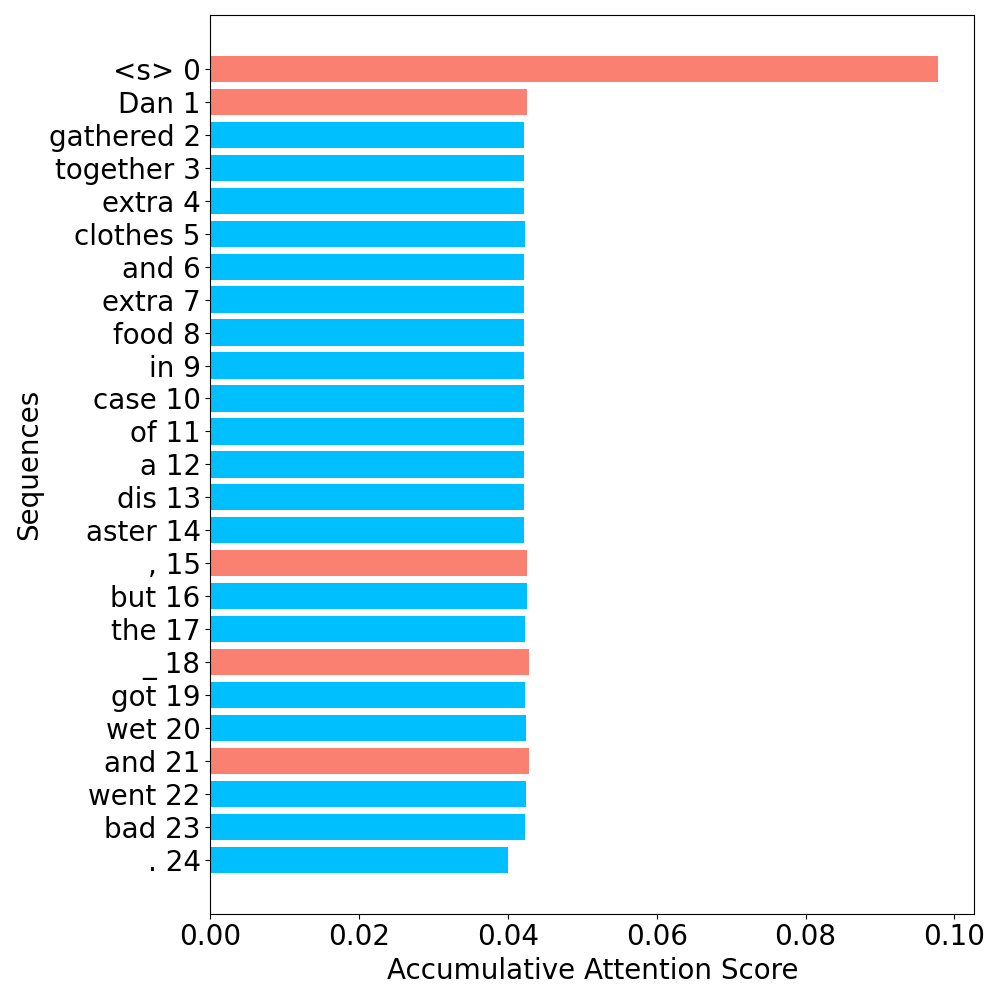 <s> 0
Dan 1
gathered 2
together 3
extra 4
clothes 5
and 6
extra 7
food 8
in 9
case 10
of 11
a 12
dis 13
aster 14
, 15
but 16
the 17
_ 18
got 19
wet 20
and 21
went 22
bad 23
. 24
Sequences
0.00 0.02 0.04 0.06 0.08 0.10
Accumulative Attention Score